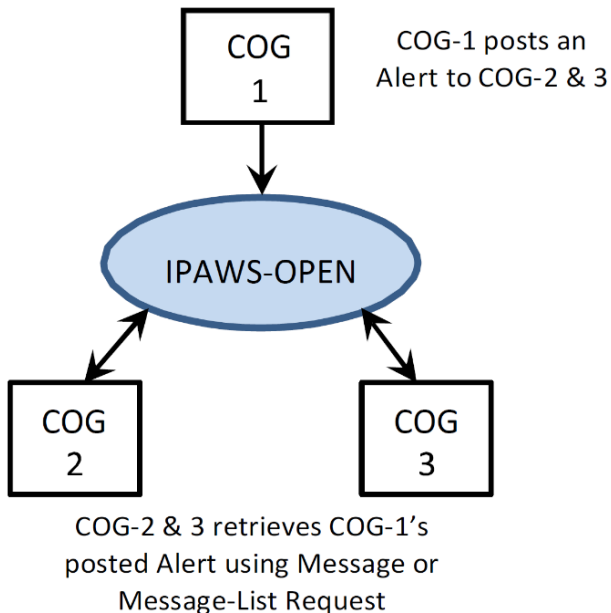 COG
1
COG-1 posts an
Alert to COG-2 & 3
IPAWS-OPEN
COG
2
COG
3
COG-2 & 3 retrieves COG-1's
posted Alert using Message or
Message-List Request